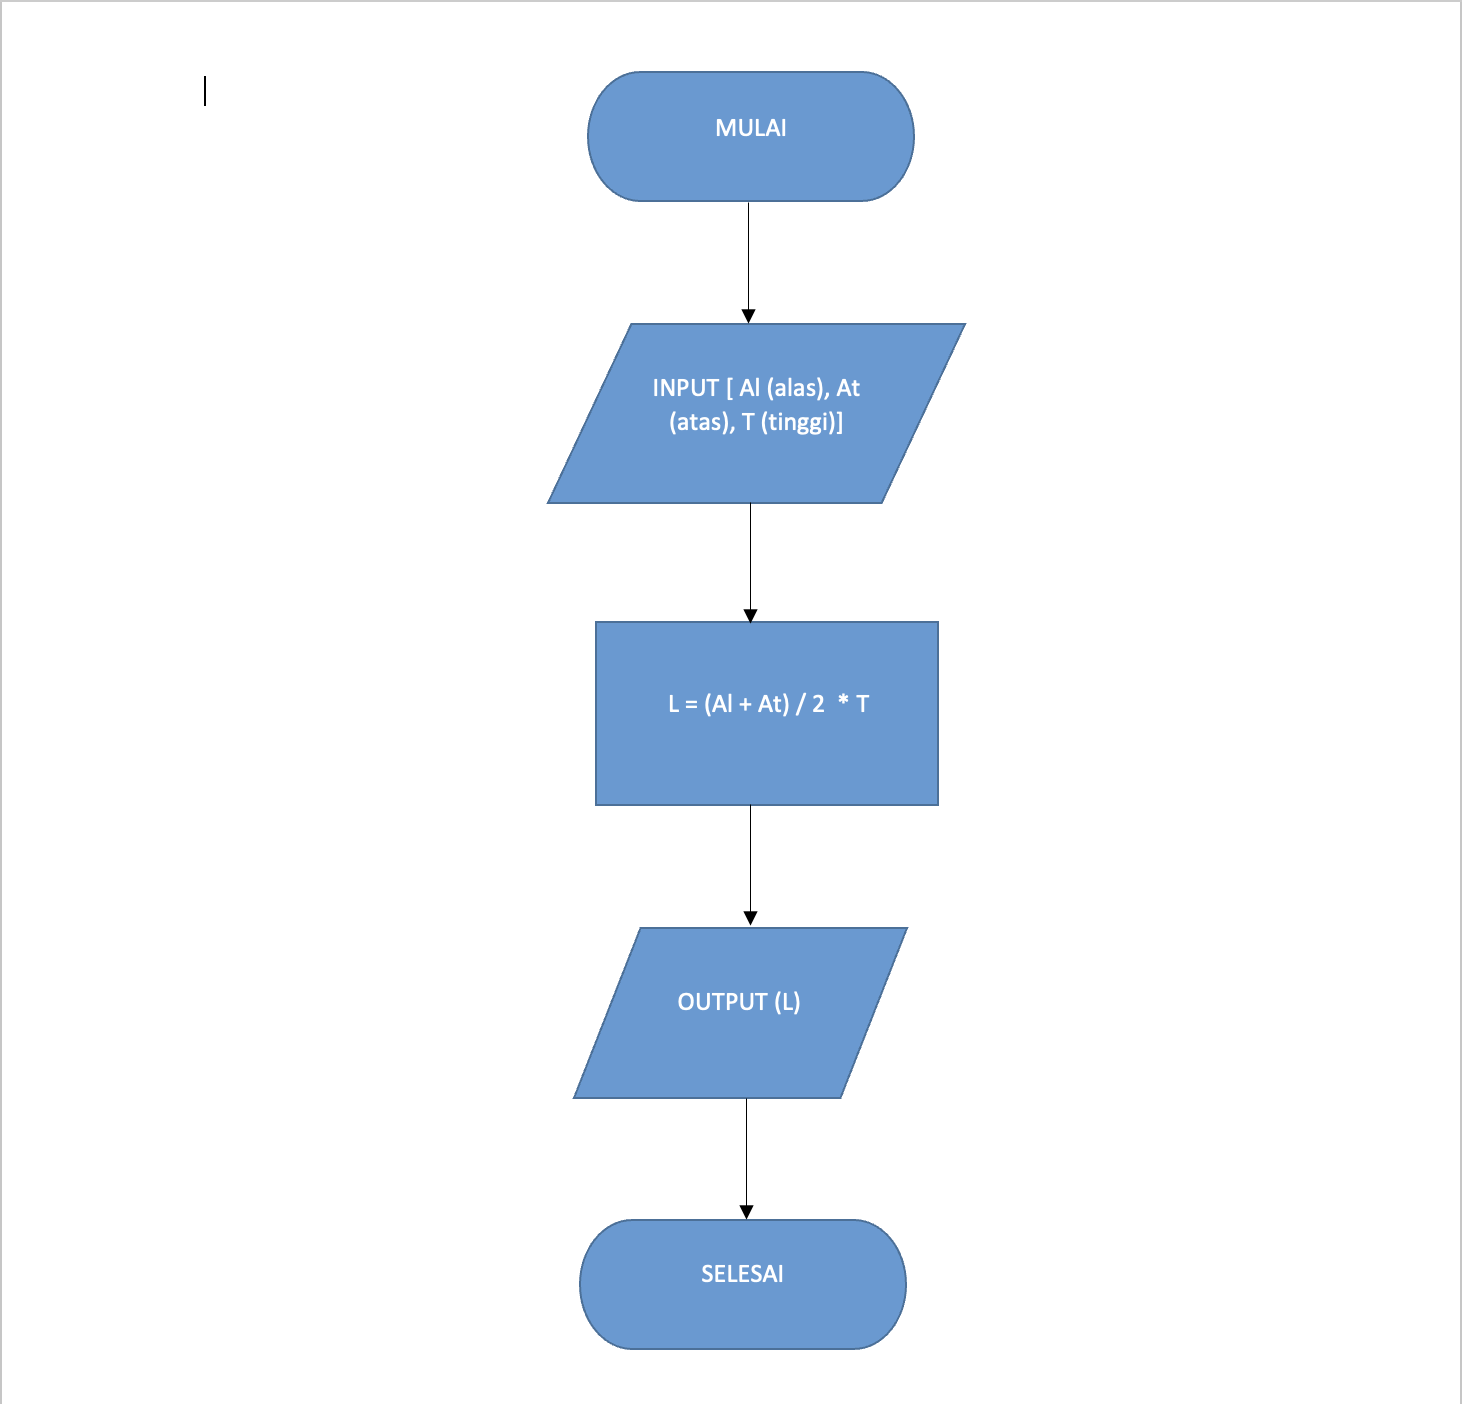 MULAI
INPUT [ Al (alas), At
(atas), T (tinggi)]
L = (Al + At) / 2  * T
OUTPUT (L)
SELESAI